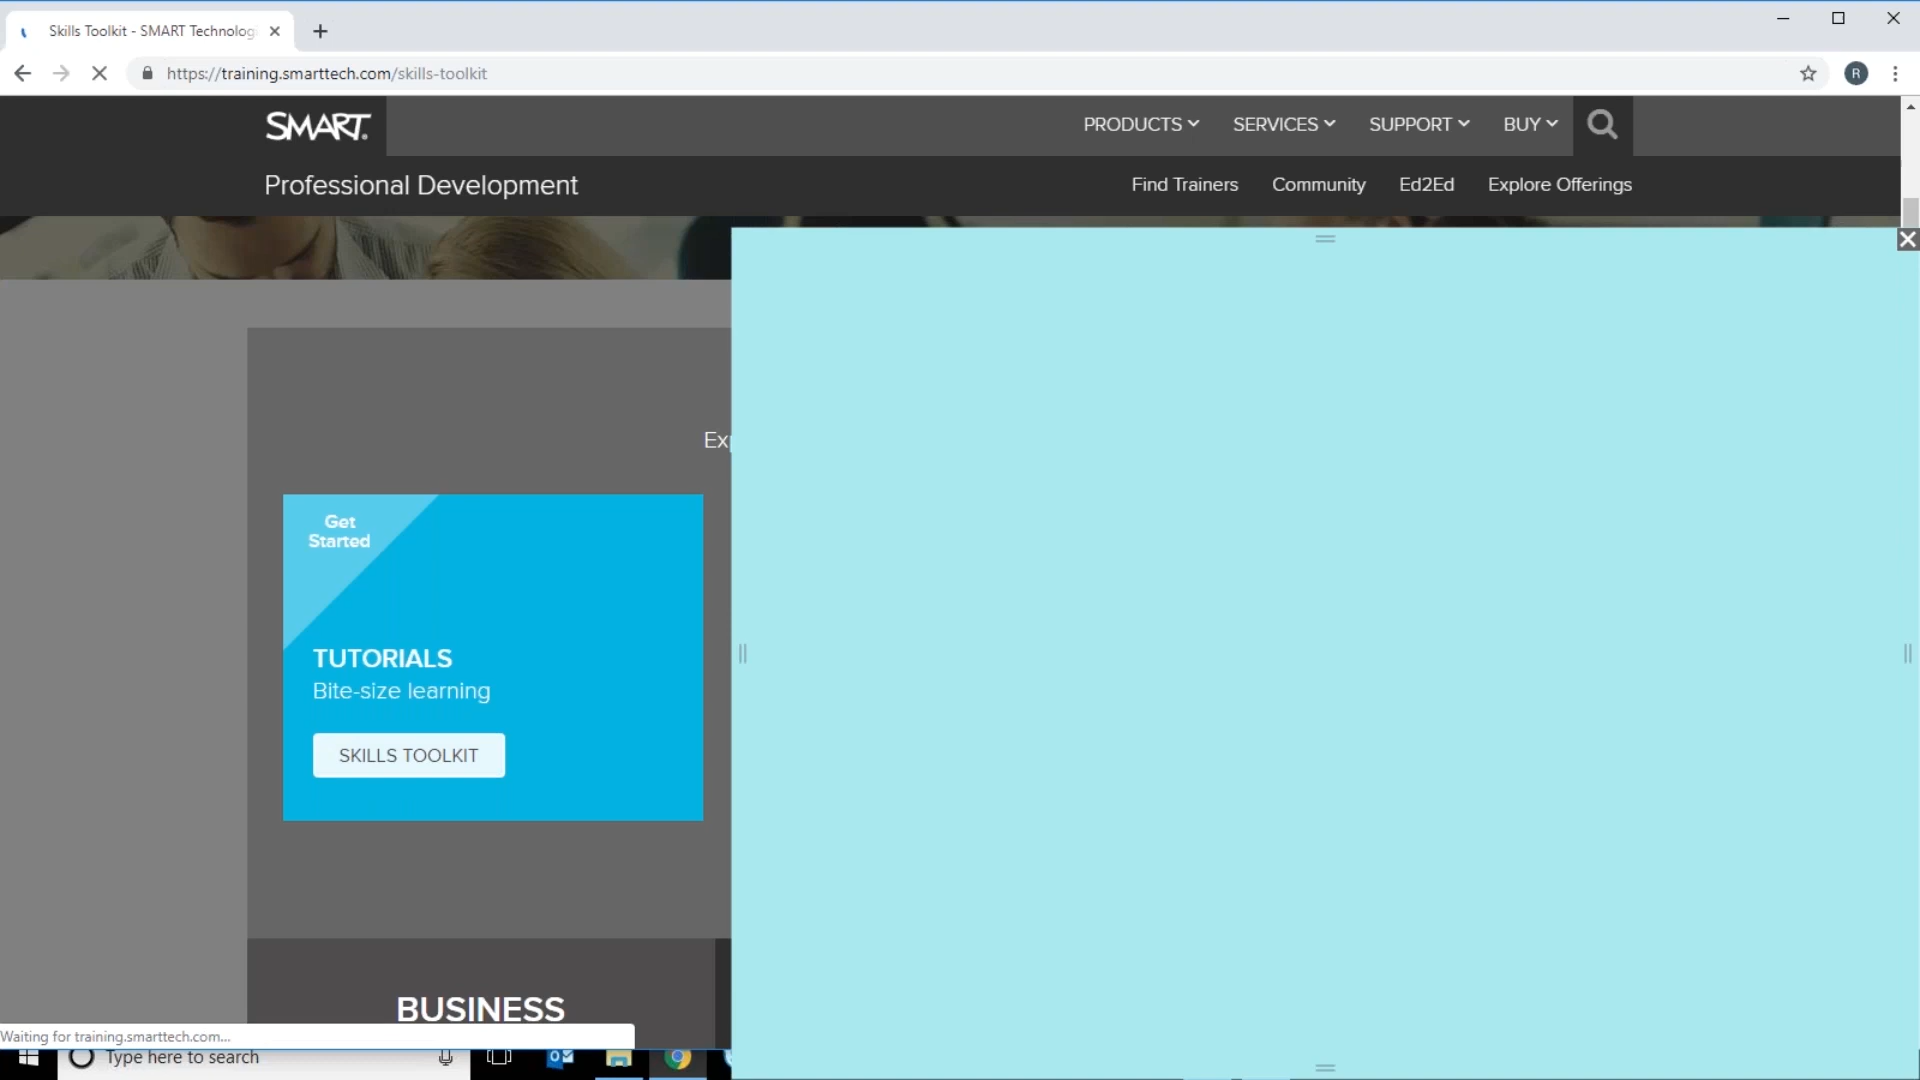 Skills Toolkit - SMART Technolog
https://training.smarttech.com/skills-toolkit
R
SMART
PRODUCTS SERVICES SUPPORT BUY
Professional Development
Find Trainers Community Ed2Ed Explore Offerings
Exp
Get
Started
TUTORIALS
Bite-size learning
SKILLS TOOLKIT
BUSINESS
Waiting for training.smarttech.com...
Type here to search